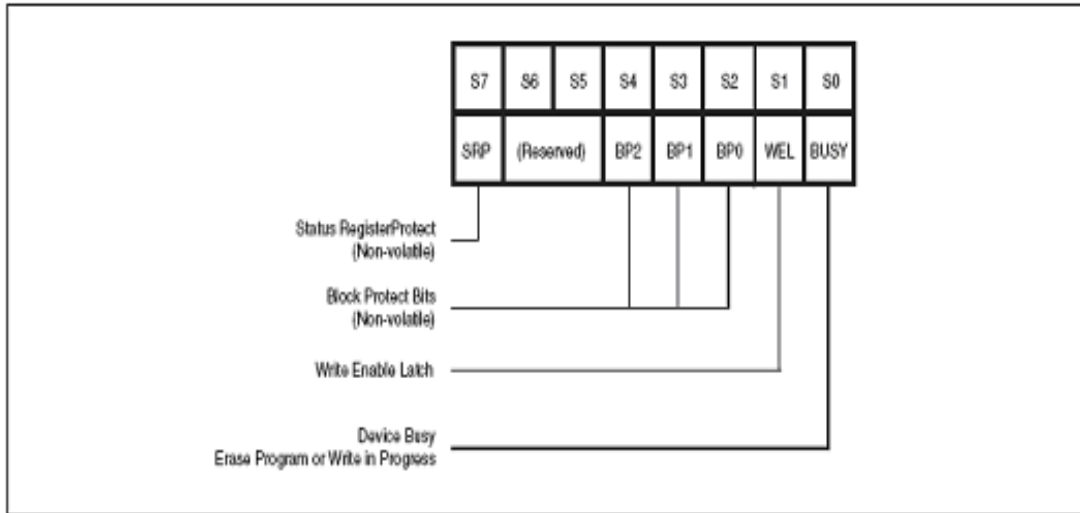 S7 S6 S5 S4 S3 S2 S1 S0
SRP (Reserved) BP2 BP1 BP0 WEL BUSY
Status RegisterProtect
(Non-volatile)
Block Protect Bits
(Non-volatile)
Write Enable Latch
Device Busy
Erase Program or Write in Progress